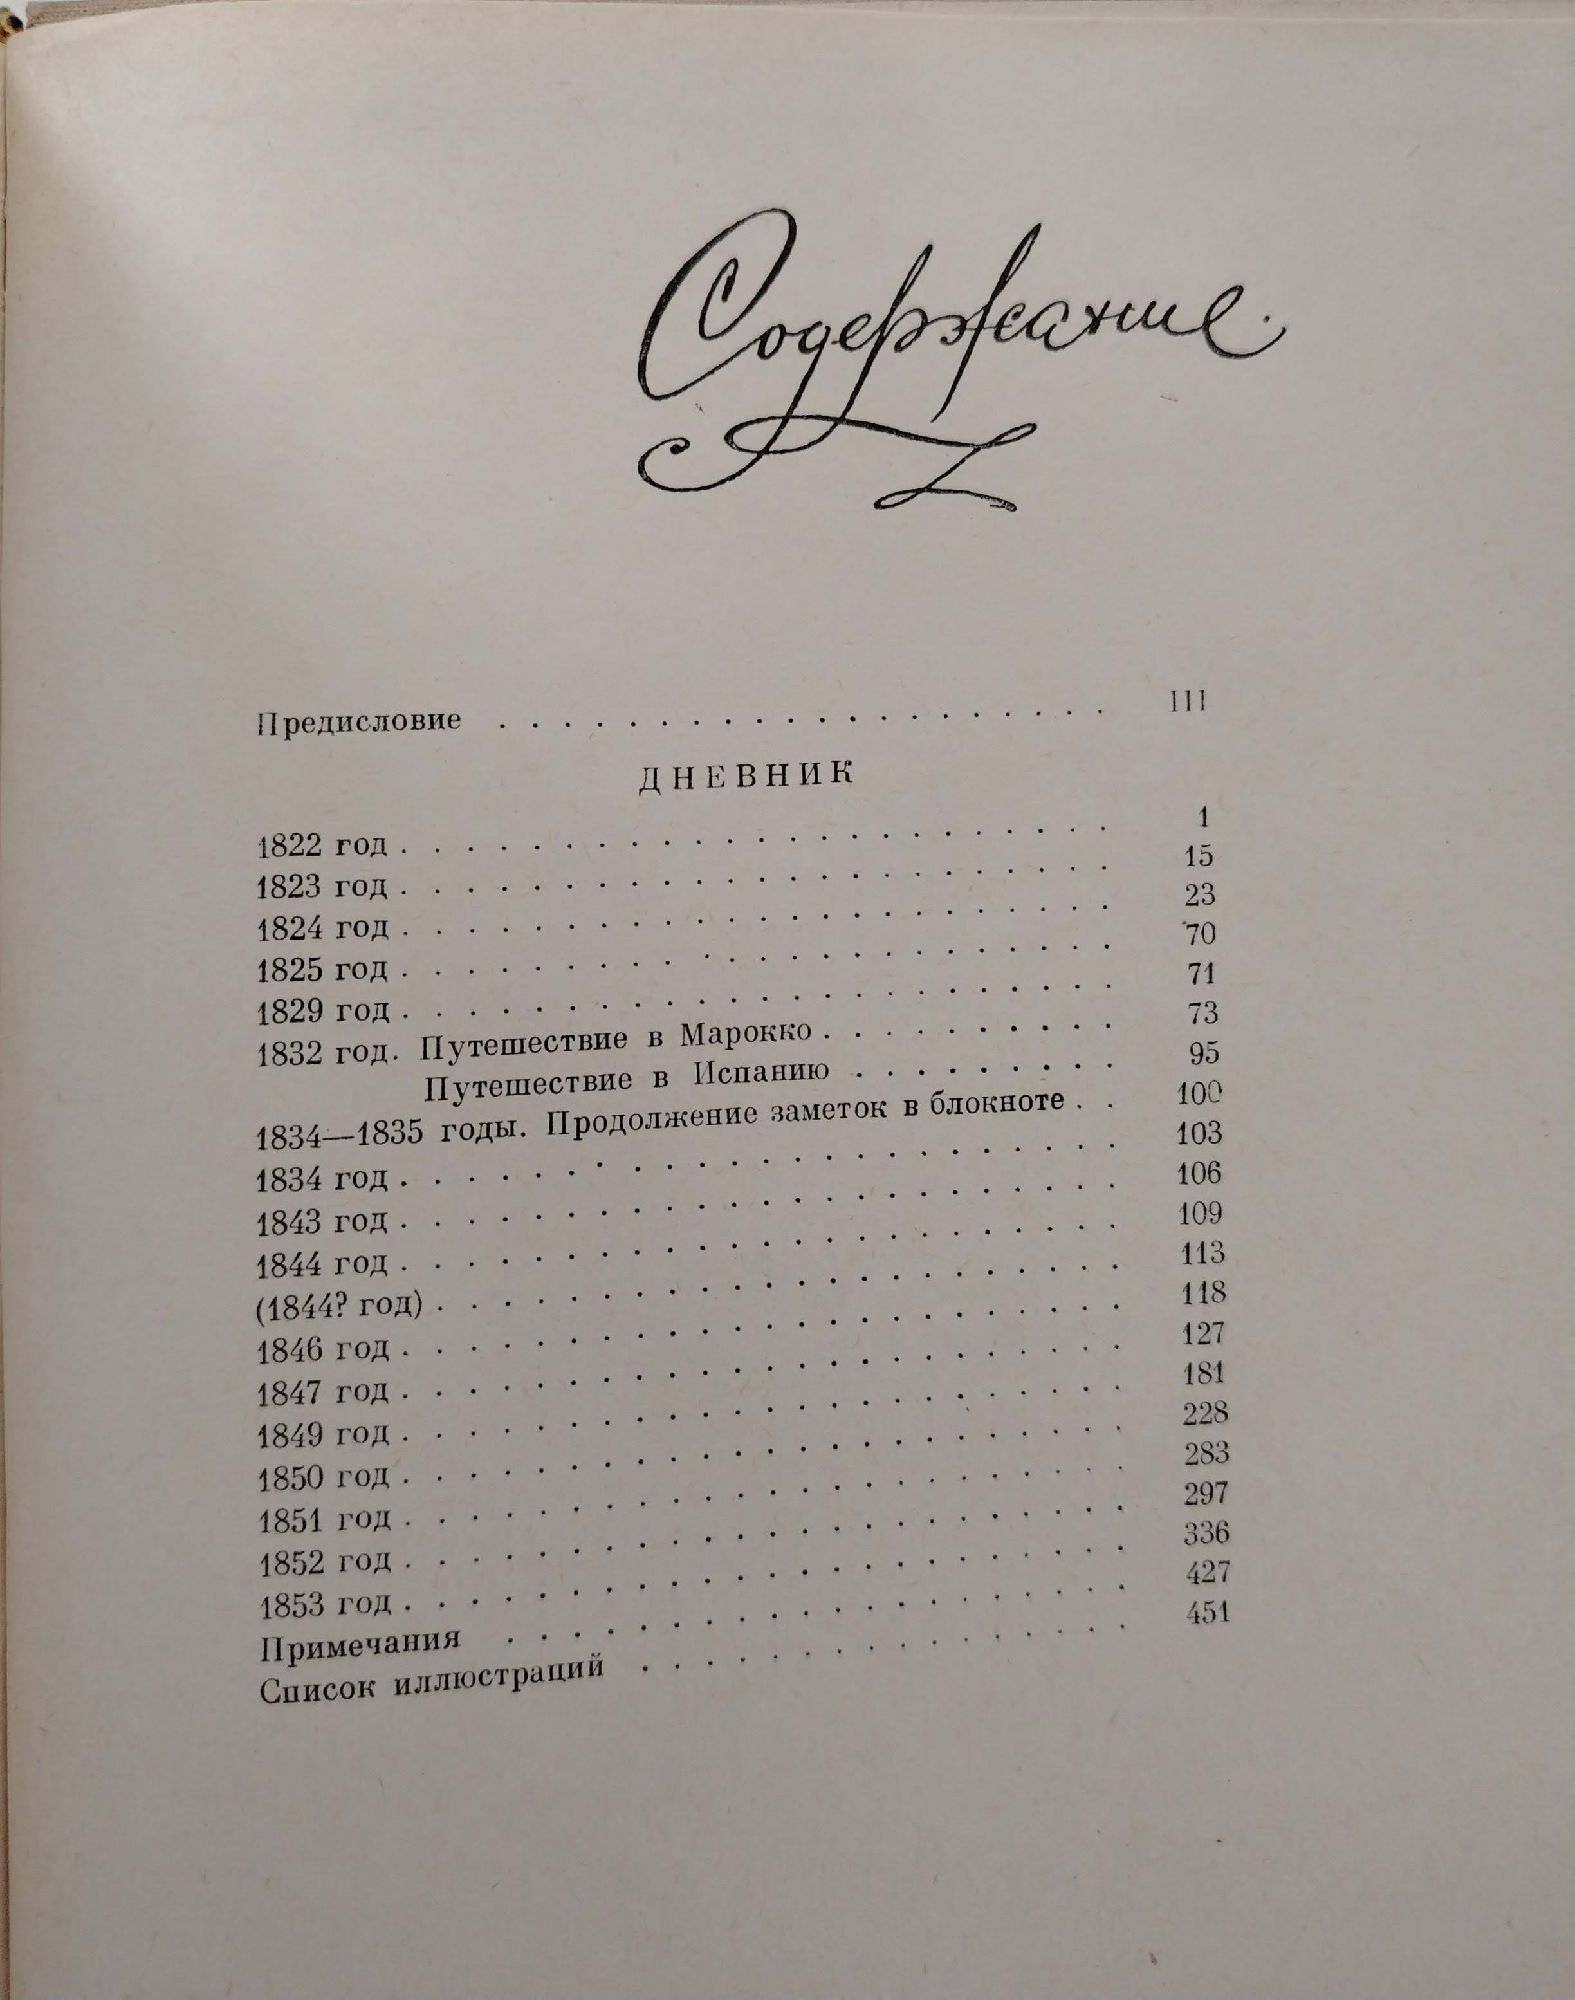 Содержание.
Предисловие . . . . . . . . . . . . . . . . . . . III
ДНЕВНИК
1822 год . . . . . . . . . . . . . . . . . . . . . . 1
1823 год . . . . . . . . . . . . . . . . . . . . . . 15
1824 год . . . . . . . . . . . . . . . . . . . . . . 23
1825 год . . . . . . . . . . . . . . . . . . . . . . 70
1829 год . . . . . . . . . . . . . . . . . . . . . . 71
1832 год. Путешествие в Марокко . . . . . . . . . 73
Путешествие в Испанию . . . . . . . . . 95
1834—1835 годы. Продолжение заметок в блокноте . . 100
1834 год . . . . . . . . . . . . . . . . . . . . . . 103
1843 год . . . . . . . . . . . . . . . . . . . . . . 106
1844 год . . . . . . . . . . . . . . . . . . . . . . 109
(1844? год) . . . . . . . . . . . . . . . . . . . . . 113
1846 год . . . . . . . . . . . . . . . . . . . . . . 118
1847 год . . . . . . . . . . . . . . . . . . . . . . 127
1849 год . . . . . . . . . . . . . . . . . . . . . . 181
1850 год . . . . . . . . . . . . . . . . . . . . . . 228
1851 год . . . . . . . . . . . . . . . . . . . . . . 283
1852 год . . . . . . . . . . . . . . . . . . . . . . 297
1853 год . . . . . . . . . . . . . . . . . . . . . . 336
Примечания . . . . . . . . . . . . . . . . . . . 427
Список иллюстраций . . . . . . . . . . . . . . . 451